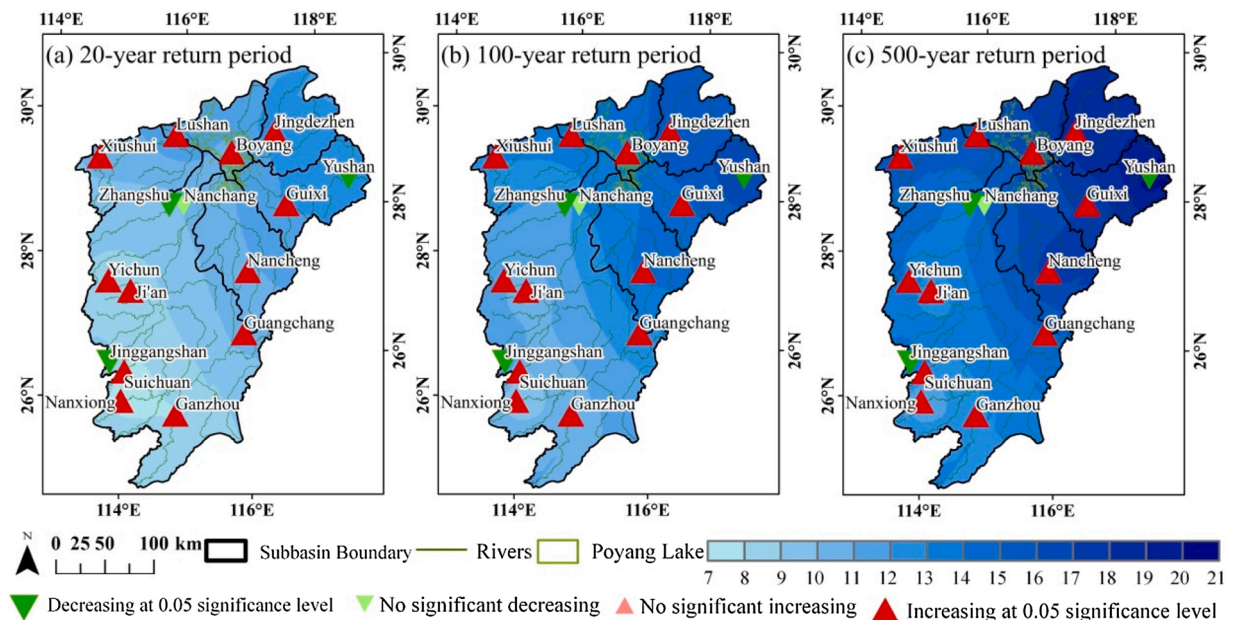 114°E 116°E 118°E 114°E 116°E 118°E 114°E 116°E 118°E
(a) 20-year return period
30°N
30°N
28°N
28°N
26°N
26°N
Lushan
Jingdezhen
Xiushui
Boyang
Yushan
Zhangshu
Nanchang
Guixi
Nancheng
Yichun
Ji'an
Guangchang
Jinggangshan
Suichuan
Nanxiong
Ganzhou
114°E 116°E
(b) 100-year return period
30°N
30°N
28°N
28°N
26°N
26°N
Lushan
Jingdezhen
Xiushui
Boyang
Yushan
Zhangshu
Nanchang
Guixi
Nancheng
Yichun
Ji'an
Guangchang
Jinggangshan
Suichuan
Nanxiong
Ganzhou
114°E 116°E
(c) 500-year return period
30°N
30°N
28°N
28°N
26°N
26°N
Lushan
Jingdezhen
Xiushui
Boyang
Yushan
Zhangshu
Nanchang
Guixi
Nancheng
Yichun
Ji'an
Guangchang
Jinggangshan
Suichuan
Nanxiong
Ganzhou
114°E 116°E
N
0 25 50 100 km
Subbasin Boundary
Rivers
Poyang Lake
7 8 9 10 11 12 13 14 15 16 17 18 19 20 21
Decreasing at 0.05 significance level
No significant decreasing
No significant increasing
Increasing at 0.05 significance level